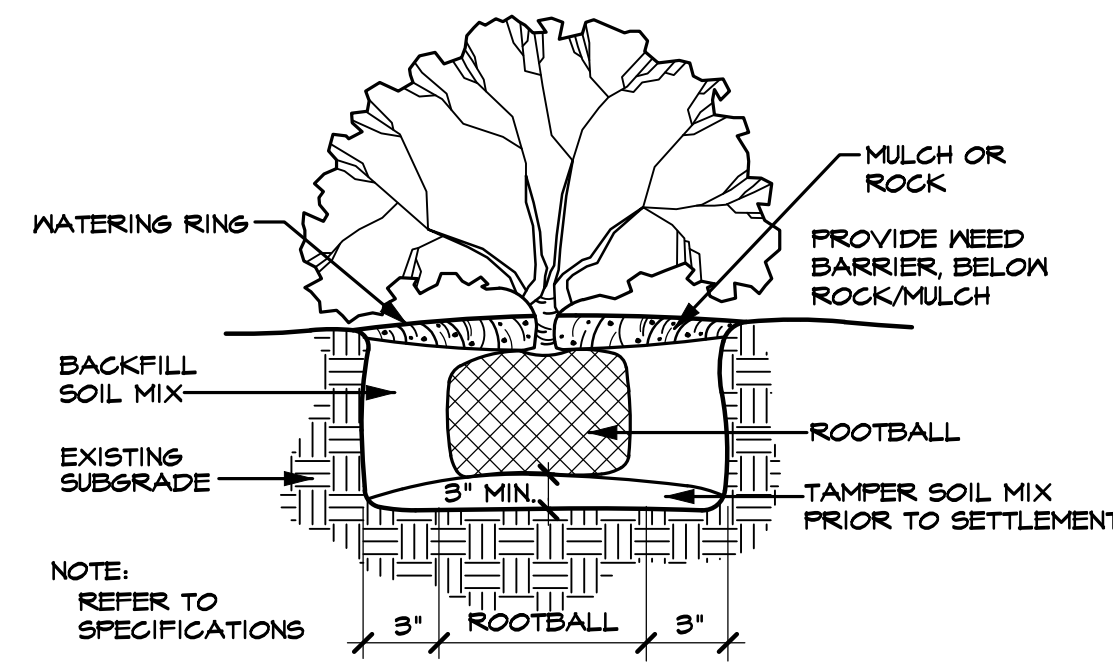 MULCH OR
ROCK
WATERING RING
PROVIDE WEED
BARRIER, BELOW
ROCK/MULCH
BACKFILL
SOIL MIX
ROOTBALL
EXISTING
SUBGRADE
3" MIN.
TAMPER SOIL MIX
PRIOR TO SETTLEMENT
NOTE:
REFER TO
SPECIFICATIONS
3"
ROOTBALL
3"